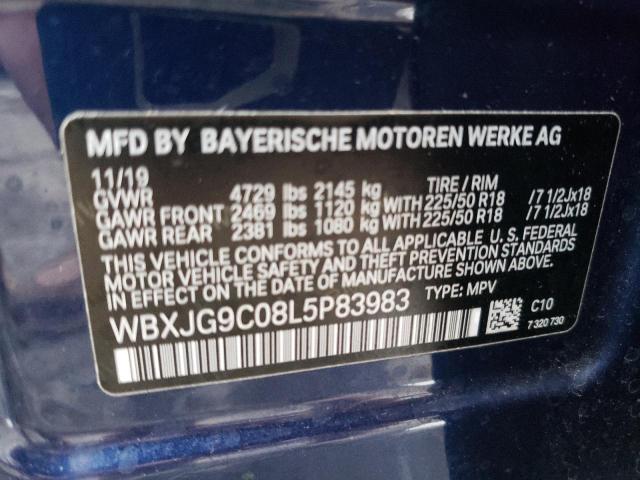 MFD BY BAYERISCHE MOTOREN WERKE AG
11/19 TIRE / RIM
GVWR 4729 lbs 2145 kg
GAWR FRONT 2469 lbs 1120 kg WITH 225/50 R18 /7 1/2Jx18
GAWR REAR 2381 lbs 1080 kg WITH 225/50 R18 /7 1/2Jx18
THIS VEHICLE CONFORMS TO ALL APPLICABLE U. S. FEDERAL
MOTOR VEHICLE SAFETY AND THEFT PREVENTION STANDARDS
IN EFFECT ON THE DATE OF MANUFACTURE SHOWN ABOVE.
WBXJG9C08L5P83983 TYPE: MPV
C10
7 320 730